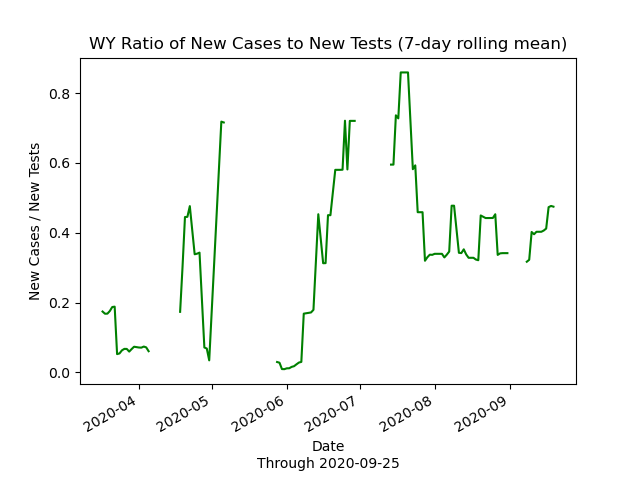 WY Ratio of New Cases to New Tests (7-day rolling mean)
New Cases / New Tests
0.8
0.6
0.4
0.2
0.0
2020-04
2020-05
2020-06
2020-07
2020-08
2020-09
Date
Through 2020-09-25